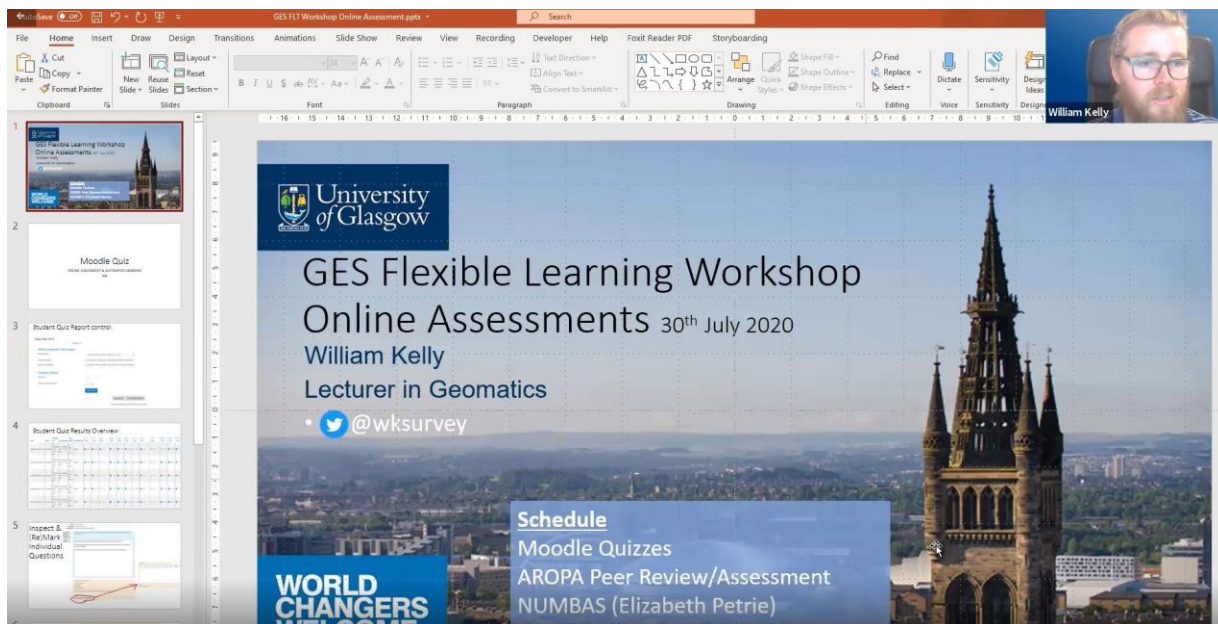 AutoSave Off
GES FLT Workshop Online Assessment.pptx
Search
File Home Insert Draw Design Transitions Animations Slide Show Review View Recording Developer Help Foxit Reader PDF Storyboarding
Paste
Cut
Copy
Format Painter
Clipboard
New Slide
Reuse Slides
Layout
Reset
Section
Slides
Font
Text Direction
Align Text
Convert to SmartArt
Paragraph
Arrange
Quick Styles
Shape Fill
Shape Outline
Shape Effects
Drawing
Find
Replace
Select
Editing
Dictate
Voice
Sensitivity
Sensitivity
Design Ideas
William Kelly
1
2
Moodle Quiz
3
Student Quiz Report control
4
Student Quiz Results Overview
5
Inspect &
(Re)Mark
Individual
Questions
University
of Glasgow
GES Flexible Learning Workshop
Online Assessments 30th July 2020
William Kelly
Lecturer in Geomatics
• @wksurvey
Schedule
Moodle Quizzes
AROPA Peer Review/Assessment
NUMBAS (Elizabeth Petrie)
WORLD
CHANGERS
WELCOME